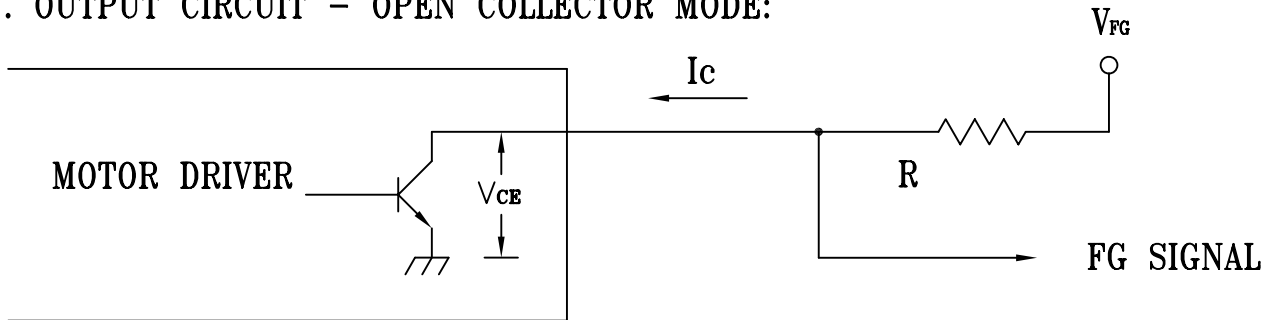 . OUTPUT CIRCUIT - OPEN COLLECTOR MODE:
VFG
Ic
MOTOR DRIVER
VCE
R
FG SIGNAL